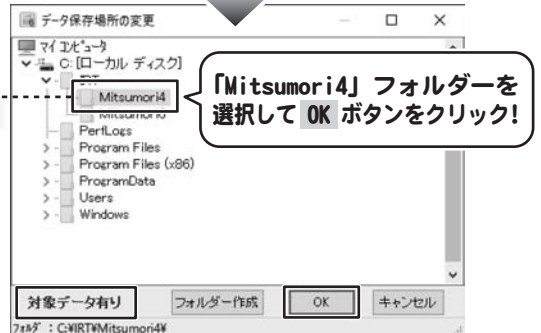 データ保存場所の変更
マイ コンピュータ
C: [ローカル ディスク]
IRT
Mitsumori4
「Mitsumori4」フォルダーを
選択して OK ボタンをクリック!
PerfLogs
Program Files
Program Files (x86)
ProgramData
Users
Windows
対象データ有り
フォルダー作成
OK
キャンセル
フォルダ : C:¥IRT¥Mitsumori4¥